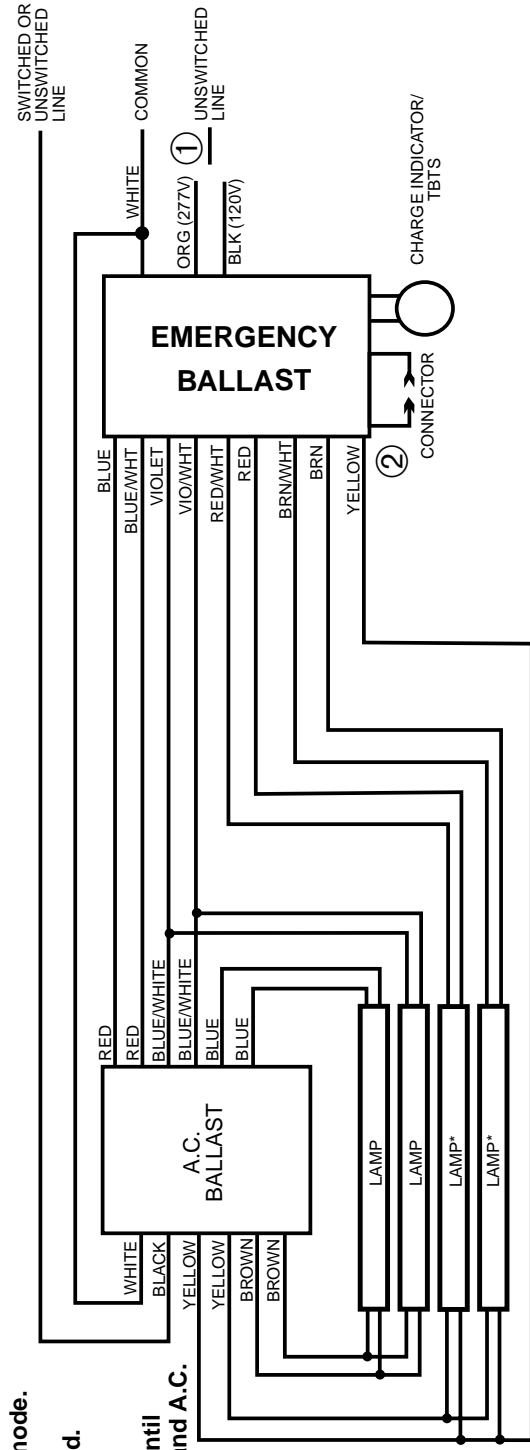 SWITCHED OR
UNSWITCHED
LINE
WHITE
COMMON
ORG (277V)
①
UNSWITCHED
LINE
BLK (120V)
EMERGENCY
BALLAST
CHARGE INDICATOR/
TBTS
②
CONNECTOR
BLUE
BLUE/WHT
VIOLET
VIO/WHT
RED/WHT
RED
BRN/WHT
BRN
YELLOW
RED
RED
BLUE/WHITE
BLUE/WHITE
BLUE
BLUE
A.C.
BALLAST
WHITE
BLACK
YELLOW
YELLOW
BROWN
BROWN
LAMP
LAMP
LAMP*
LAMP*
node.
d.
ntil
nd A.C.